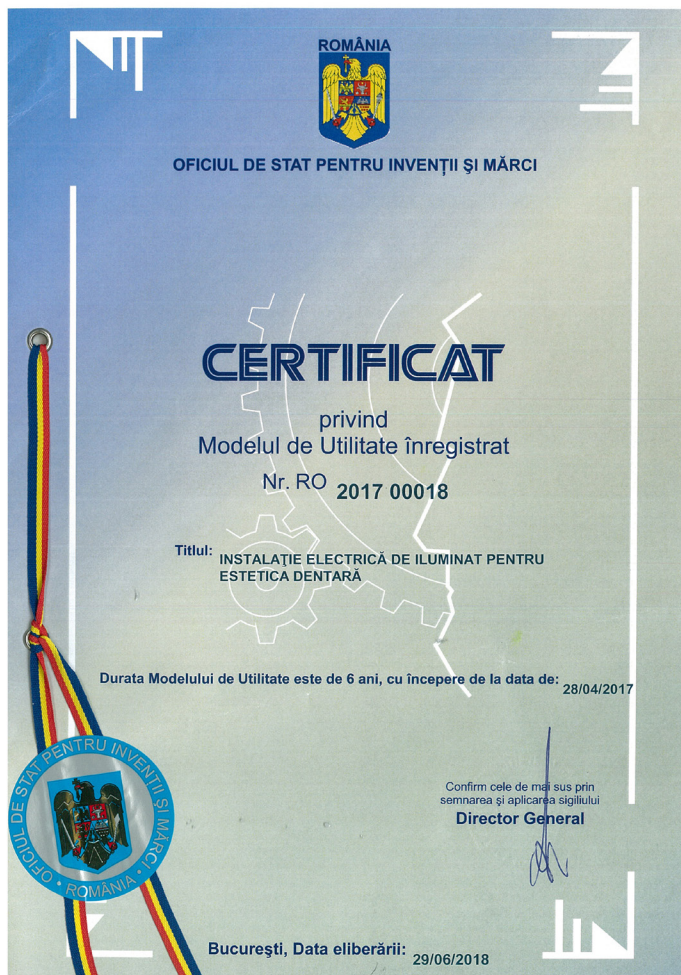 ROMÂNIA
OFICIUL DE STAT PENTRU INVENŢII ŞI MĂRCI
CERTIFICAT
privind
Modelul de Utilitate înregistrat
Nr. RO 2017 00018
Titlul: INSTALAŢIE ELECTRICĂ DE ILUMINAT PENTRU
ESTETICA DENTARĂ
Durata Modelului de Utilitate este de 6 ani, cu începere de la data de: 28/04/2017
Confirm cele de mai sus prin
semnarea şi aplicarea sigiliului
Director General
OFICIUL DE STAT PENTRU INVENŢII ŞI MĂRCI • ROMÂNIA •
Bucureşti, Data eliberării: 29/06/2018